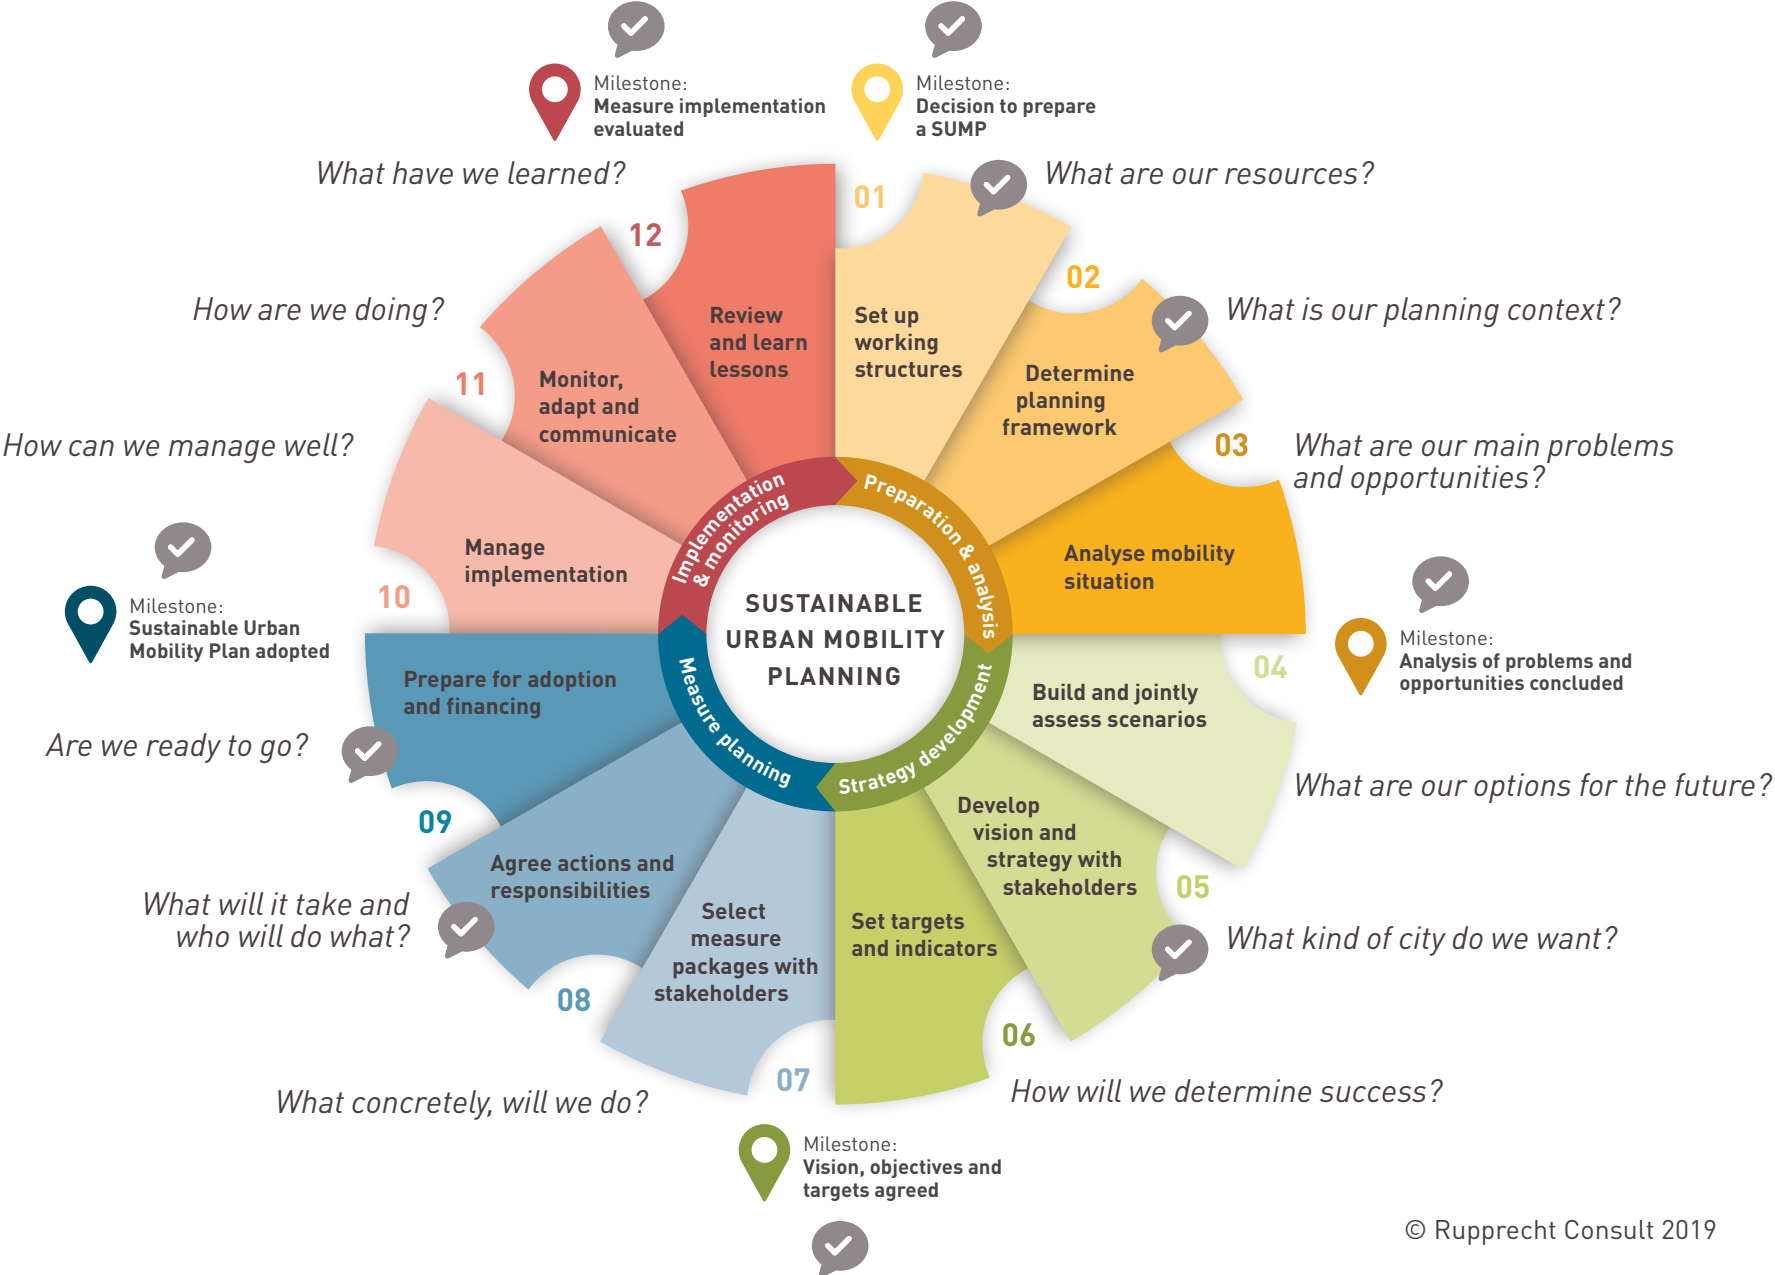 SUSTAINABLE
URBAN MOBILITY
PLANNING
Preparation & analysis
Strategy development
Measure planning
Implementation
& monitoring
Milestone:
Decision to prepare
a SUMP
01
Set up
working
structures
What are our resources?
02
Determine
planning
framework
What is our planning context?
03
Analyse mobility
situation
What are our main problems
and opportunities?
Milestone:
Analysis of problems and
opportunities concluded
04
Build and jointly
assess scenarios
What are our options for the future?
05
Develop
vision and
strategy with
stakeholders
What kind of city do we want?
06
Set targets
and indicators
How will we determine success?
Milestone:
Vision, objectives and
targets agreed
07
Select
measure
packages with
stakeholders
What concretely, will we do?
08
Agree actions and
responsibilities
What will it take and
who will do what?
09
Prepare for adoption
and financing
Are we ready to go?
Milestone:
Sustainable Urban
Mobility Plan adopted
10
Manage
implementation
How can we manage well?
11
Monitor,
adapt and
communicate
How are we doing?
12
Review
and learn
lessons
What have we learned?
Milestone:
Measure implementation
evaluated
© Rupprecht Consult 2019